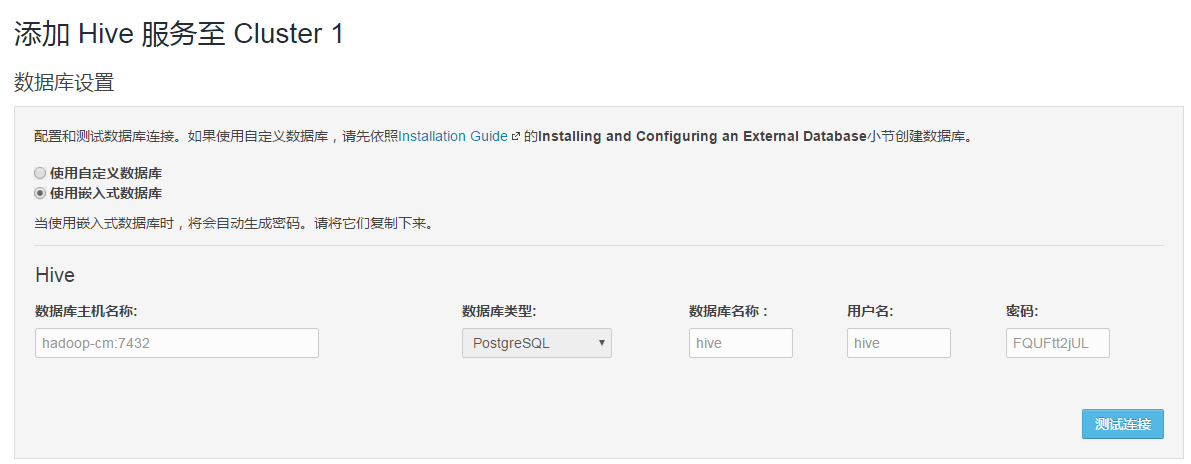 添加 Hive 服务至 Cluster 1
数据库设置
配置和测试数据库连接。如果使用自定义数据库，请先依照Installation Guide 的Installing and Configuring an External Database小节创建数据库。
使用自定义数据库
使用嵌入式数据库
当使用嵌入式数据库时，将会自动生成密码。请将它们复制下来。
Hive
数据库主机名称: 数据库类型: 数据库名称： 用户名: 密码:
hadoop-cm:7432 PostgreSQL hive hive FQUFtt2jUL
测试连接